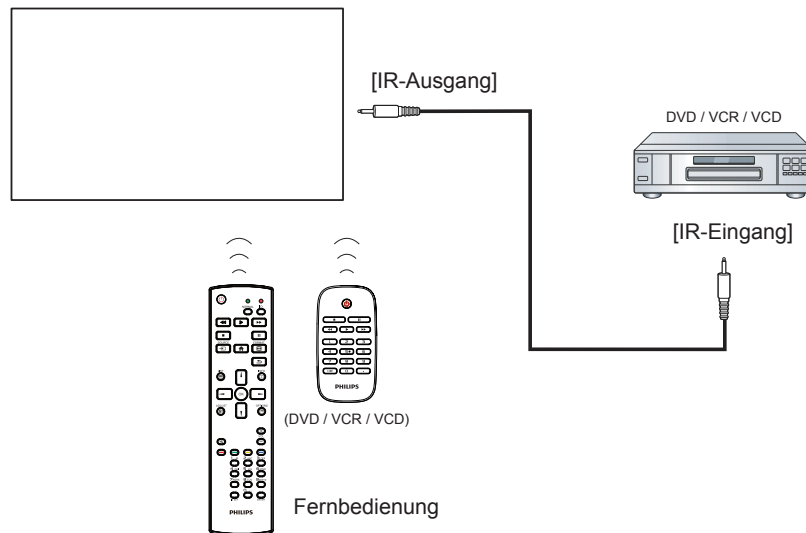 [IR-Ausgang]
DVD / VCR / VCD
[IR-Eingang]
PHILIPS
(DVD / VCR / VCD)
Fernbedienung
PHILIPS